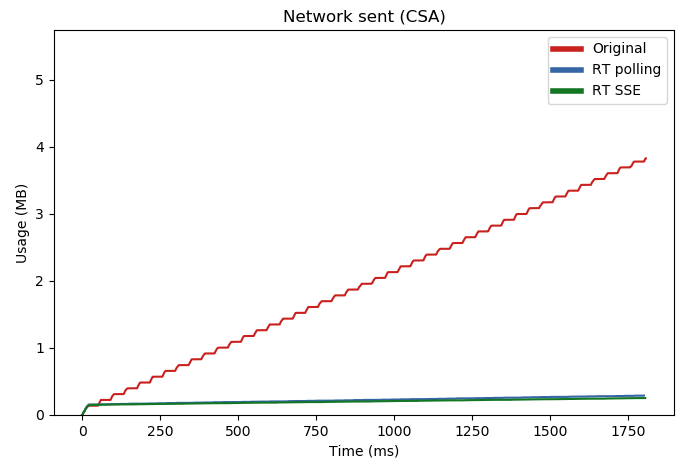 Network sent (CSA)
Original
RT polling
RT SSE
5
4
3
2
1
0
Usage (MB)
0 250 500 750 1000 1250 1500 1750
Time (ms)